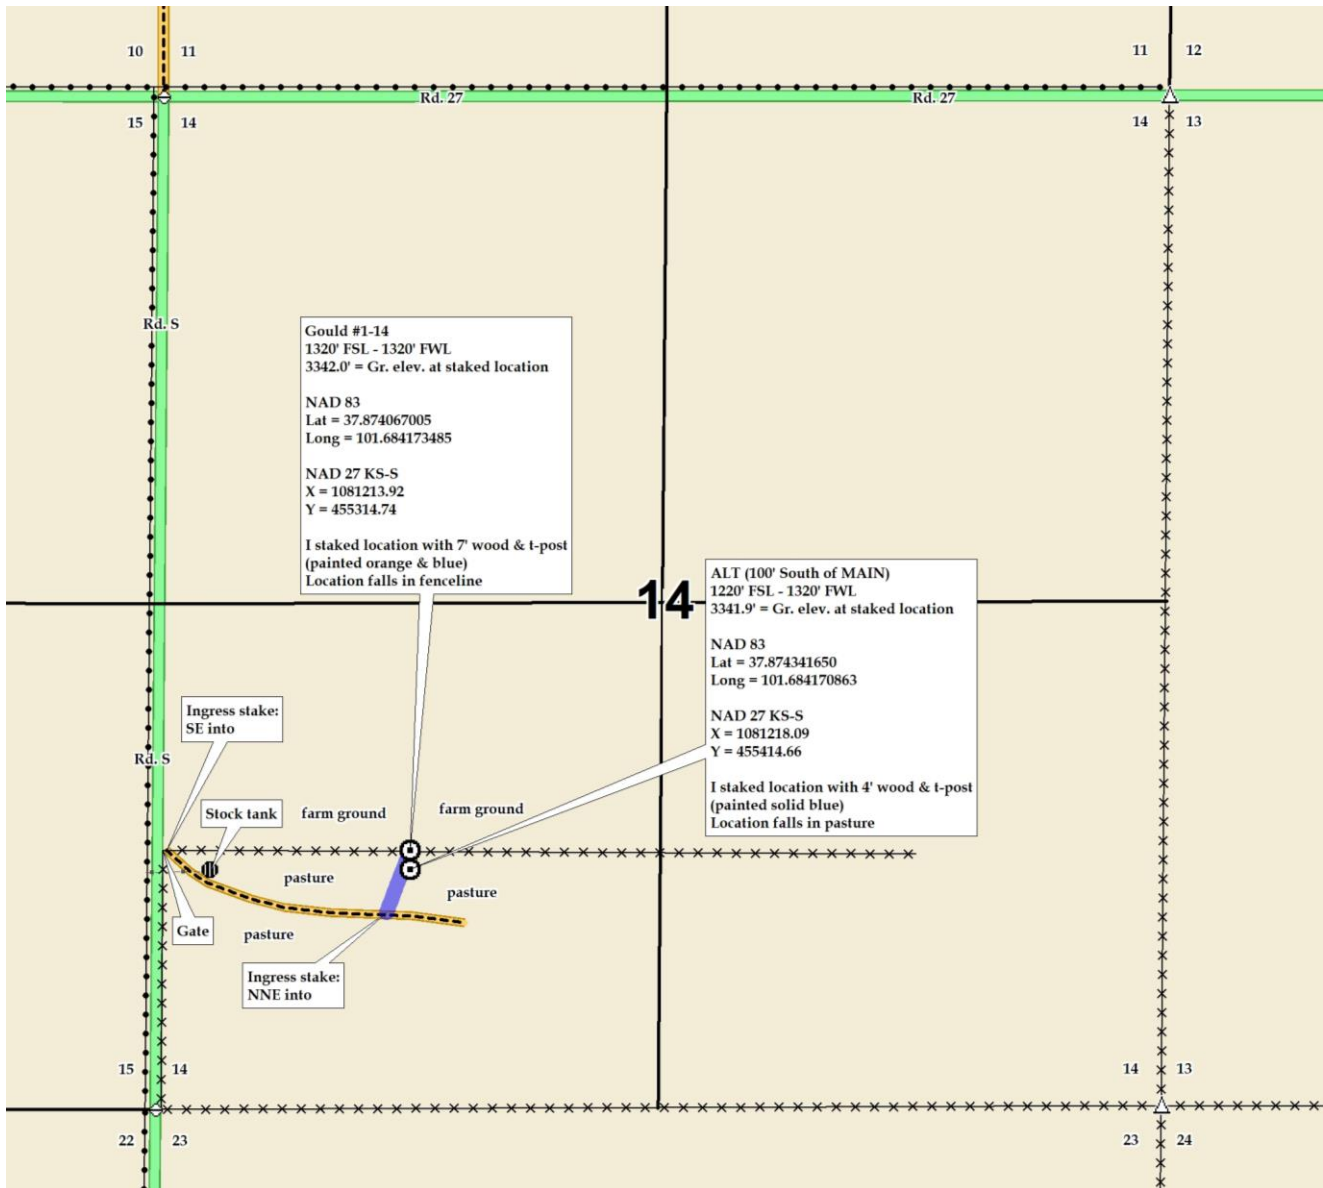 10 11
11 12
Rd. 27
Rd. 27
15 14
14 13
Rd. S
Gould #1-14
1320' FSL - 1320' FWL
3342.0' = Gr. elev. at staked location
NAD 83
Lat = 37.874067005
Long = 101.684173485
NAD 27 KS-S
X = 1081213.92
Y = 455314.74
I staked location with 7' wood & t-post
(painted orange & blue)
Location falls in fenceline
14
ALT (100' South of MAIN)
1220' FSL - 1320' FWL
3341.9' = Gr. elev. at staked location
NAD 83
Lat = 37.874341650
Long = 101.684170863
NAD 27 KS-S
X = 1081218.09
Y = 455414.66
I staked location with 4' wood & t-post
(painted solid blue)
Location falls in pasture
Ingress stake:
SE into
Rd. S
Stock tank
farm ground
farm ground
pasture
pasture
Gate
pasture
Ingress stake:
NNE into
15 14
14 13
22 23
23 24